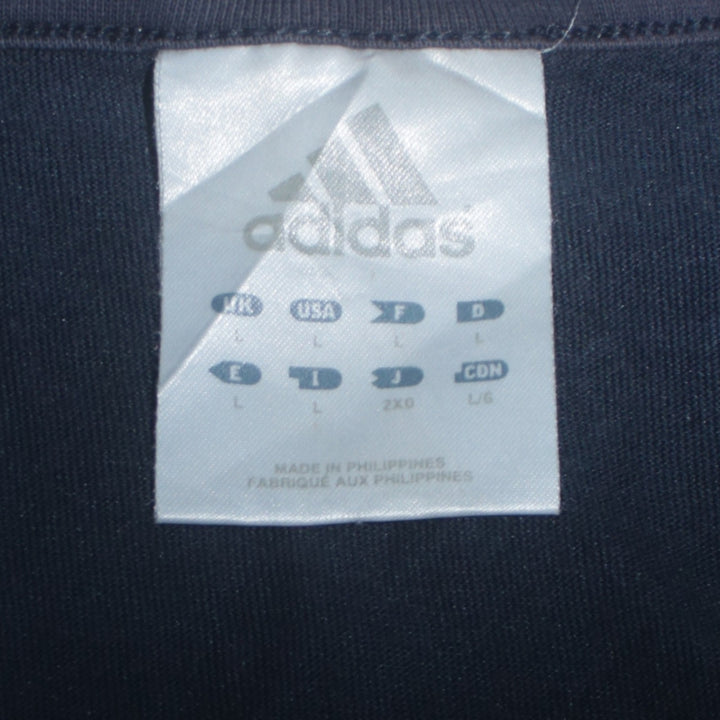 adidas
UK USA F D
L L L L
E I J CDN
L L 2XO L/G
MADE IN PHILIPPINES
FABRIQUÉ AUX PHILIPPINES